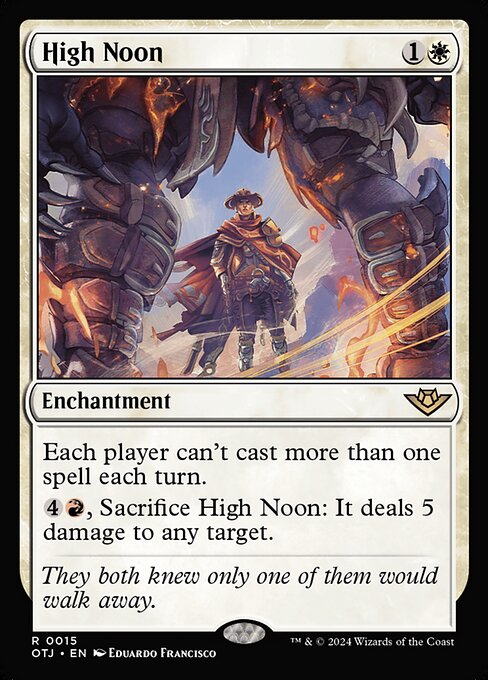 High Noon 1
Enchantment
Each player can't cast more than one
spell each turn.
4, Sacrifice High Noon: It deals 5
damage to any target.
They both knew only one of them would
walk away.
R 0015
OTJ • EN Eduardo Francisco
™ & © 2024 Wizards of the Coast